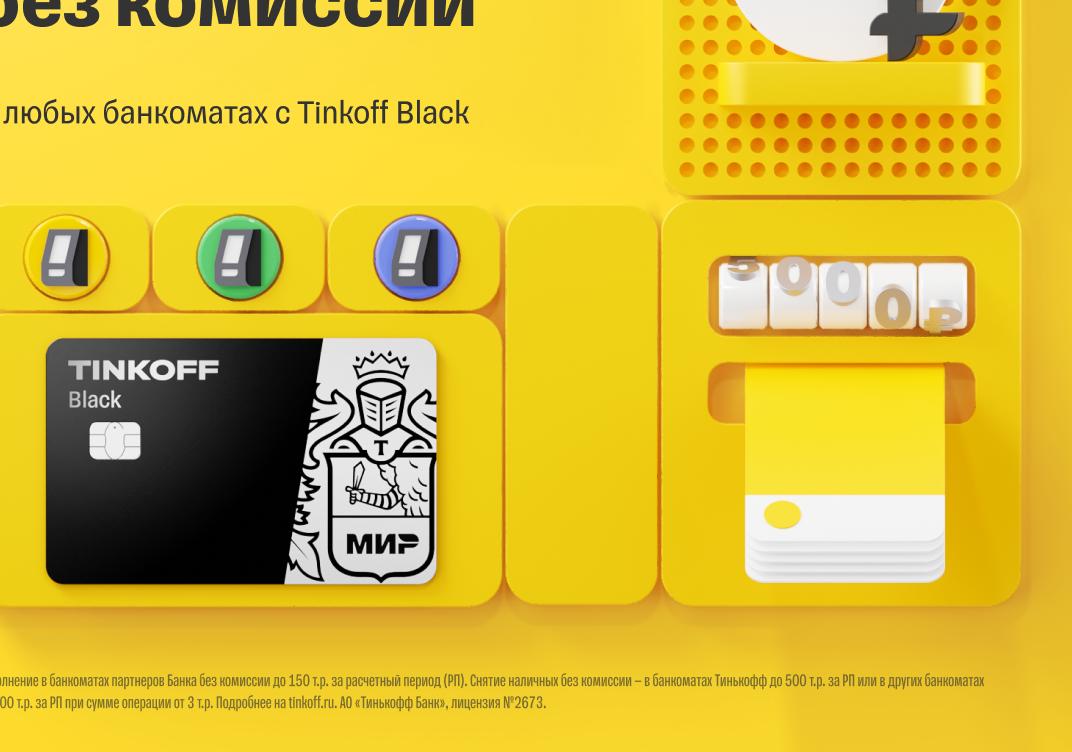 без комиссии
любых банкоматах с Tinkoff Black
₽
5000₽
TINKOFF
Black
T
МИР
лнение в банкоматах партнеров Банка без комиссии до 150 т.р. за расчетный период (РП). Снятие наличных без комиссии – в банкоматах Тинькофф до 500 т.р. за РП или в других банкоматах
00 т.р. за РП при сумме операции от 3 т.р. Подробнее на tinkoff.ru. АО «Тинькофф Банк», лицензия №2673.